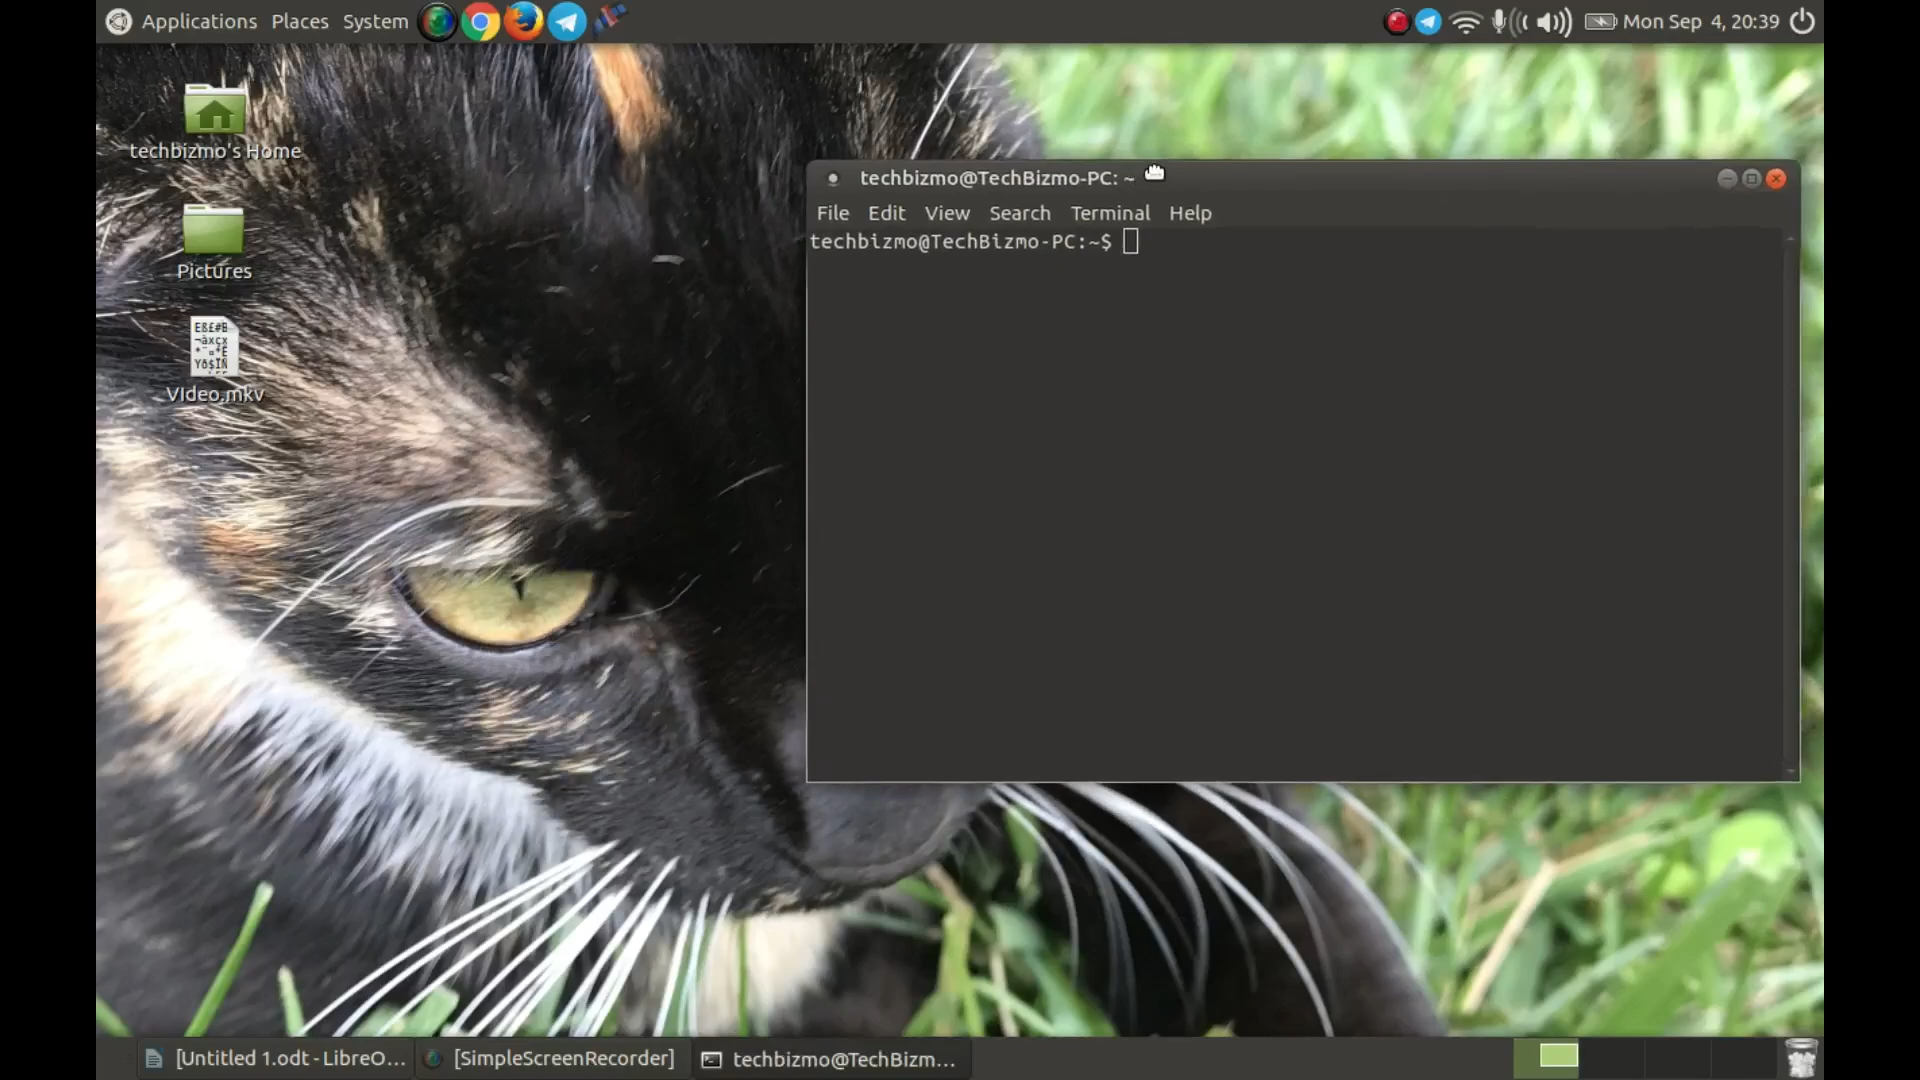 Applications Places System
Mon Sep 4, 20:39
techbizmo's Home
Pictures
VIdeo.mkv
techbizmo@TechBizmo-PC: ~
File Edit View Search Terminal Help
techbizmo@TechBizmo-PC:~$
[Untitled 1.odt - LibreO... [SimpleScreenRecorder] techbizmo@TechBizm...